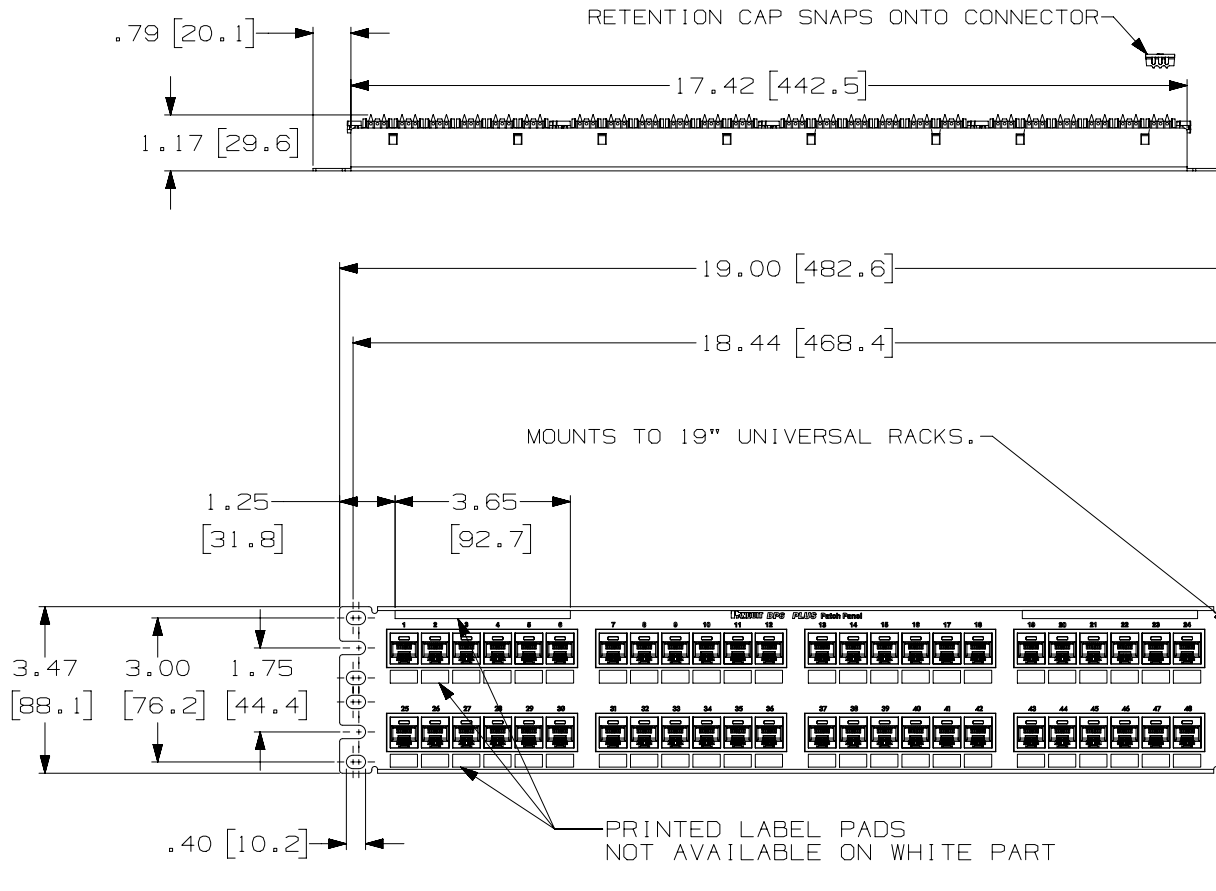 RETENTION CAP SNAPS ONTO CONNECTOR
.79 [20.1]
17.42 [442.5]
1.17 [29.6]
19.00 [482.6]
18.44 [468.4]
MOUNTS TO 19" UNIVERSAL RACKS.
1.25 3.65
[31.8] [92.7]
PANDUIT DP6 PLUS Patch Panel
1 2 3 4 5 6 7 8 9 10 11 12 13 14 15 16 17 18 19 20 21 22 23 24
3.47 3.00 1.75
[88.1] [76.2] [44.4]
25 26 27 28 29 30 31 32 33 34 35 36 37 38 39 40 41 42 43 44 45 46 47 48
.40 [10.2]
PRINTED LABEL PADS
NOT AVAILABLE ON WHITE PART